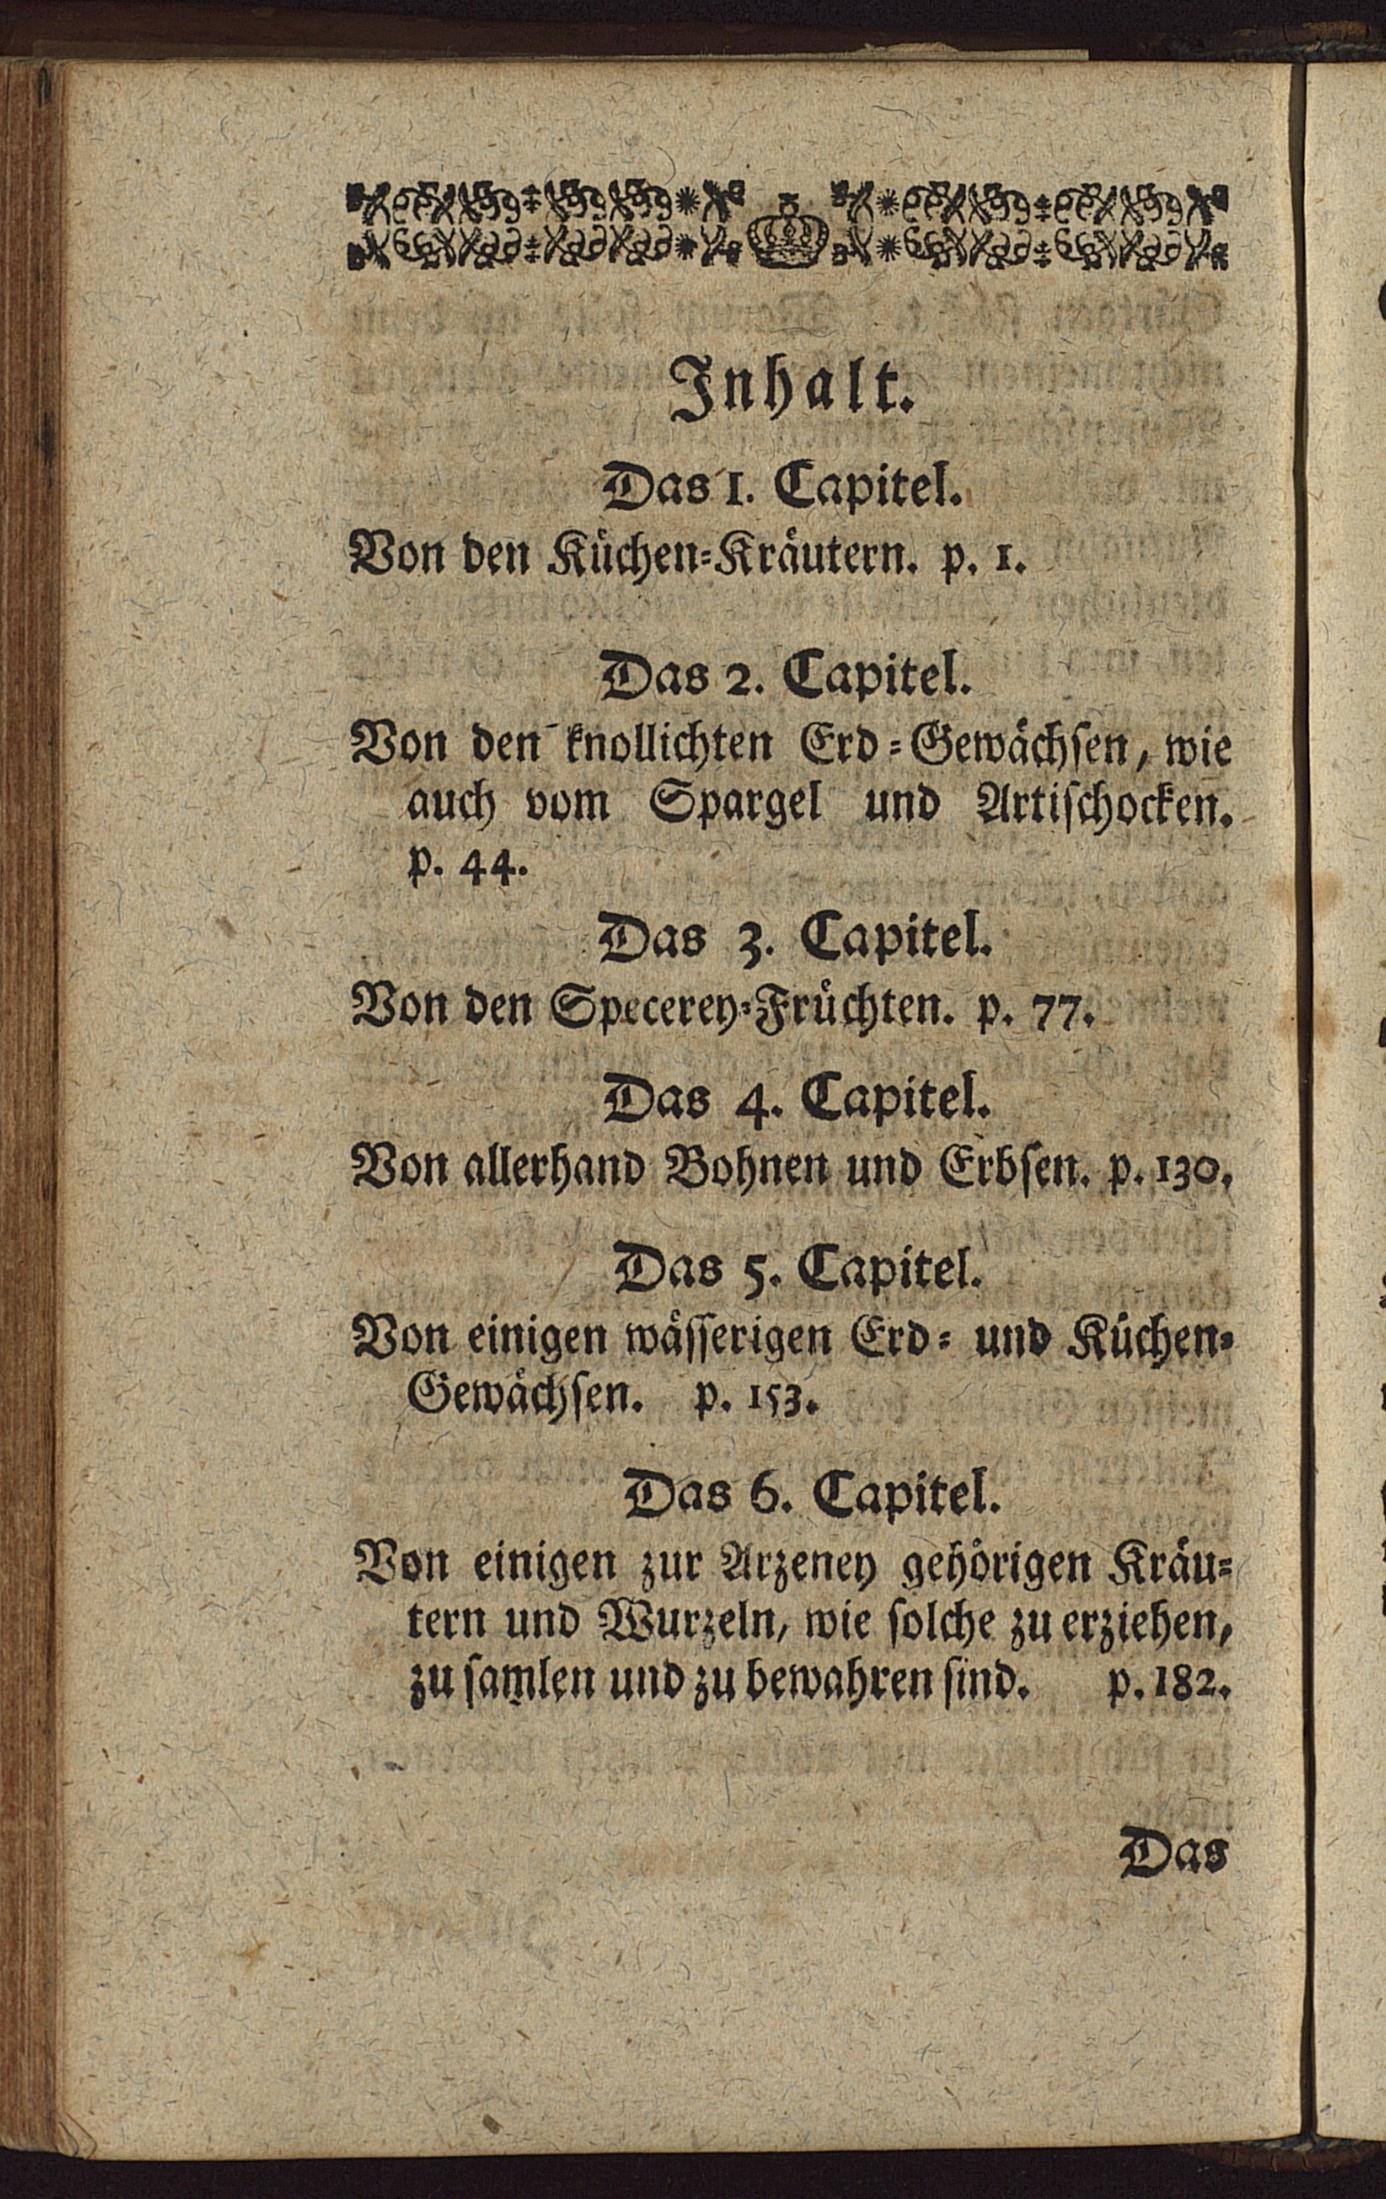 Inhalt.
Das 1. Capitel.
Von den Küchen-Kräutern. p. 1.
Das 2. Capitel.
Von den knollichten Erd-Gewächsen, wie
auch vom Spargel und Artischocken.
p. 44.
Das 3. Capitel.
Von den Specerey-Früchten. p. 77.
Das 4. Capitel.
Von allerhand Bohnen und Erbsen. p. 130.
Das 5. Capitel.
Von einigen wässerigen Erd- und Küchen-
Gewächsen. p. 153.
Das 6. Capitel.
Von einigen zur Arzeney gehörigen Kräu-
tern und Wurzeln, wie solche zu erziehen,
zu samlen und zu bewahren sind. p. 182.
Das